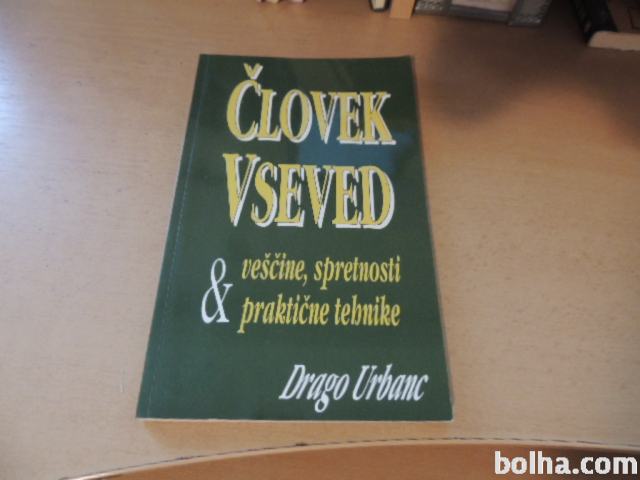 ČLOVEK
VSEVED
veščine, spretnosti
& praktične tehnike
Drago Urbanc
bolha.com